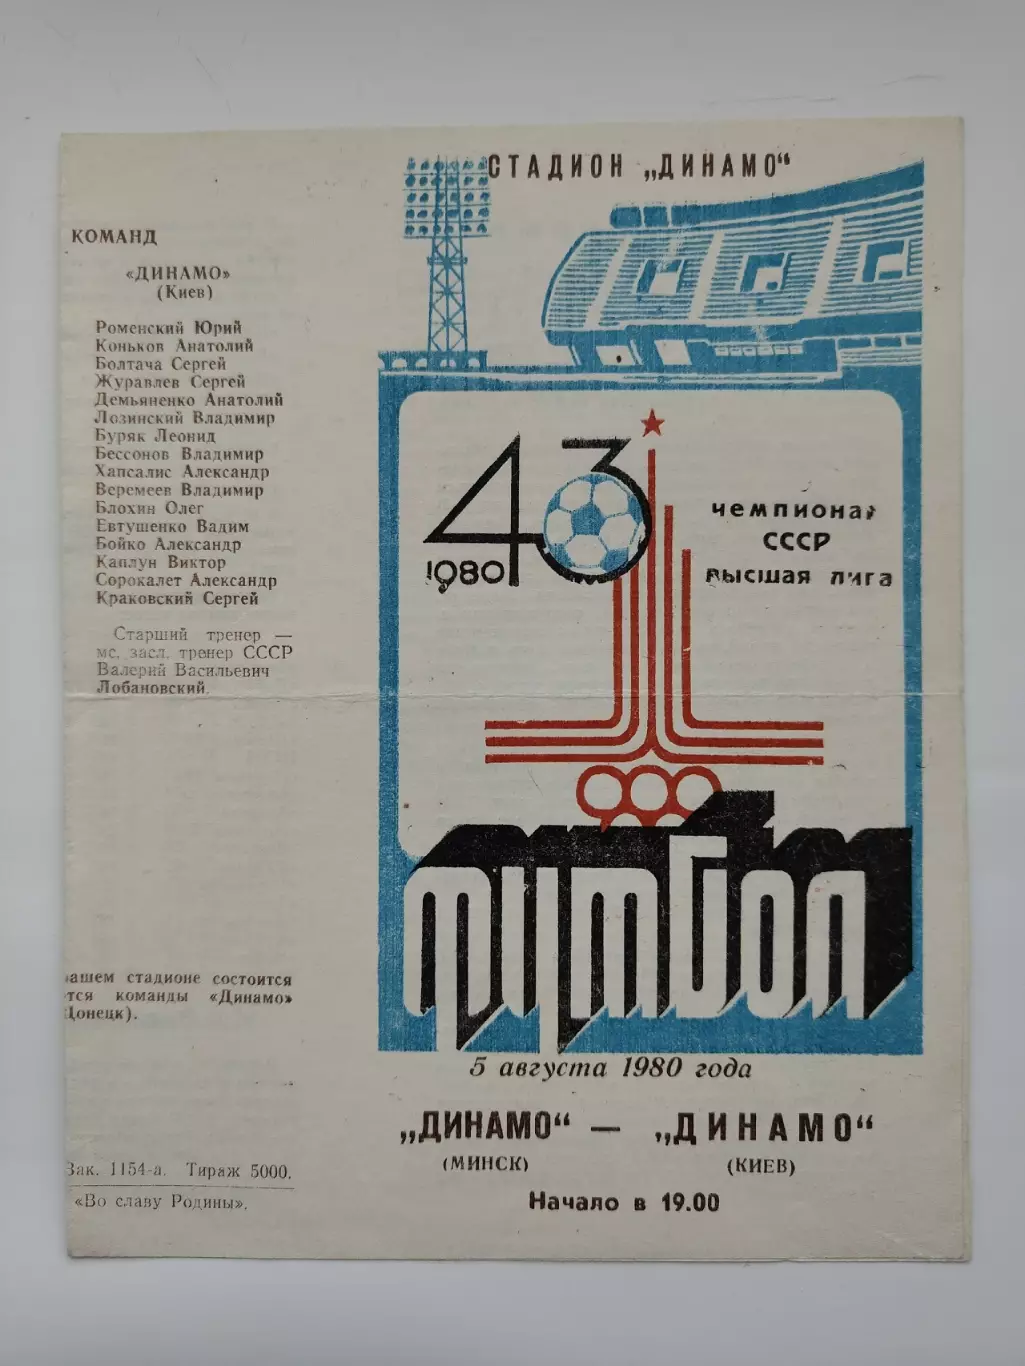 КОМАНД
«ДИНАМО»
(Киев)
Роменский Юрий
Коньков Анатолий
Болтача Сергей
Журавлев Сергей
Демьяненко Анатолий
Лозинский Владимир
Буряк Леонид
Бессонов Владимир
Хапсалис Александр
Веремеев Владимир
Блохин Олег
Евтушенко Вадим
Бойко Александр
Каплун Виктор
Сорокалет Александр
Краковский Сергей
Старший тренер —
мс, засл. тренер СССР
Валерий Васильевич
Лобановский.
нашем стадионе состоится
тся команды «Динамо»
Донецк).
Зак. 1154-а. Тираж 5000.
«Во славу Родины».
СТАДИОН „ДИНАМО“
43
1980
чемпионат
СССР
высшая лига
ФУТБОЛ
5 августа 1980 года
„ДИНАМО“ — „ДИНАМО“
(МИНСК) (КИЕВ)
Начало в 19.00